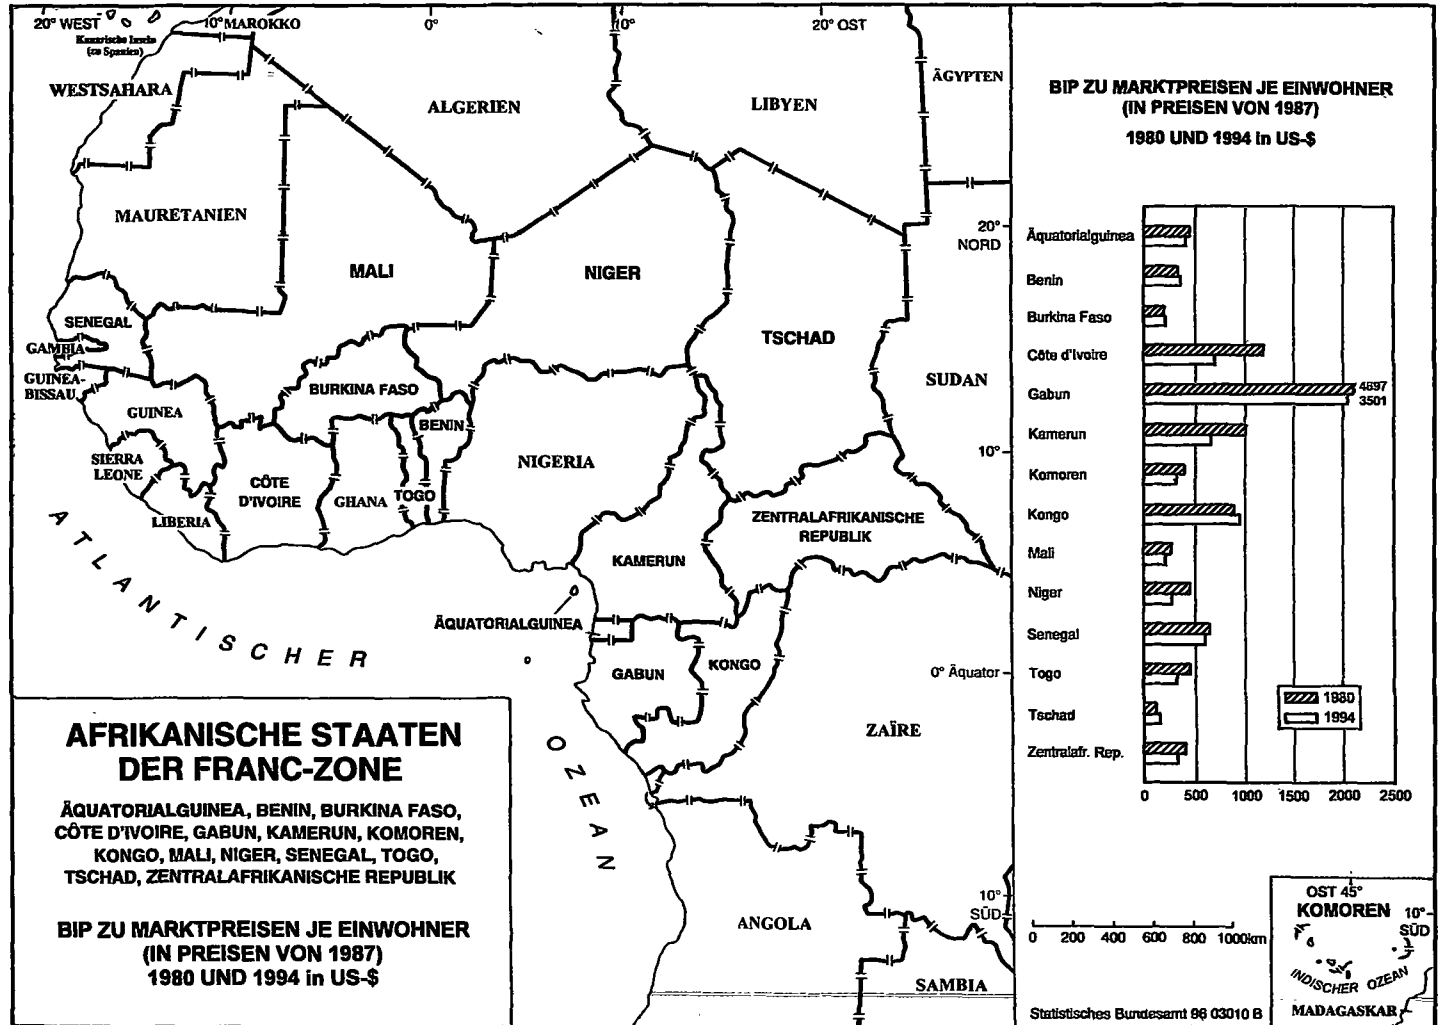 20° WEST
10°
MAROKKO
0°
10°
20° OST
Kanarische Inseln
(zu Spanien)
WESTSAHARA
ALGERIEN
LIBYEN
ÄGYPTEN
MAURETANIEN
MALI
NIGER
TSCHAD
SUDAN
20°
NORD
SENEGAL
GAMBIA
GUINEA-
BISSAU
GUINEA
SIERRA
LEONE
LIBERIA
CÔTE
D'IVOIRE
BURKINA FASO
GHANA
TOGO
BENIN
NIGERIA
10°
ZENTRALAFRIKANISCHE
REPUBLIK
KAMERUN
ÄQUATORIALGUINEA
GABUN
KONGO
0° Äquator
ZAÏRE
ATLANTISCHER
OZEAN
ANGOLA
10°
SÜD
SAMBIA
AFRIKANISCHE STAATEN
DER FRANC-ZONE
ÄQUATORIALGUINEA, BENIN, BURKINA FASO,
CÔTE D'IVOIRE, GABUN, KAMERUN, KOMOREN,
KONGO, MALI, NIGER, SENEGAL, TOGO,
TSCHAD, ZENTRALAFRIKANISCHE REPUBLIK
BIP ZU MARKTPREISEN JE EINWOHNER
(IN PREISEN VON 1987)
1980 UND 1994 in US-$
BIP ZU MARKTPREISEN JE EINWOHNER
(IN PREISEN VON 1987)
1980 UND 1994 in US-$
Äquatorialguinea
Benin
Burkina Faso
Côte d'Ivoire
Gabun
4897
3501
Kamerun
Komoren
Kongo
Mali
Niger
Senegal
Togo
Tschad
Zentralafr. Rep.
1980
1994
0 500 1000 1500 2000 2500
0 200 400 600 800 1000km
OST 45°
KOMOREN
10°
SÜD
INDISCHER OZEAN
MADAGASKAR
Statistisches Bundesamt 96 03010 B